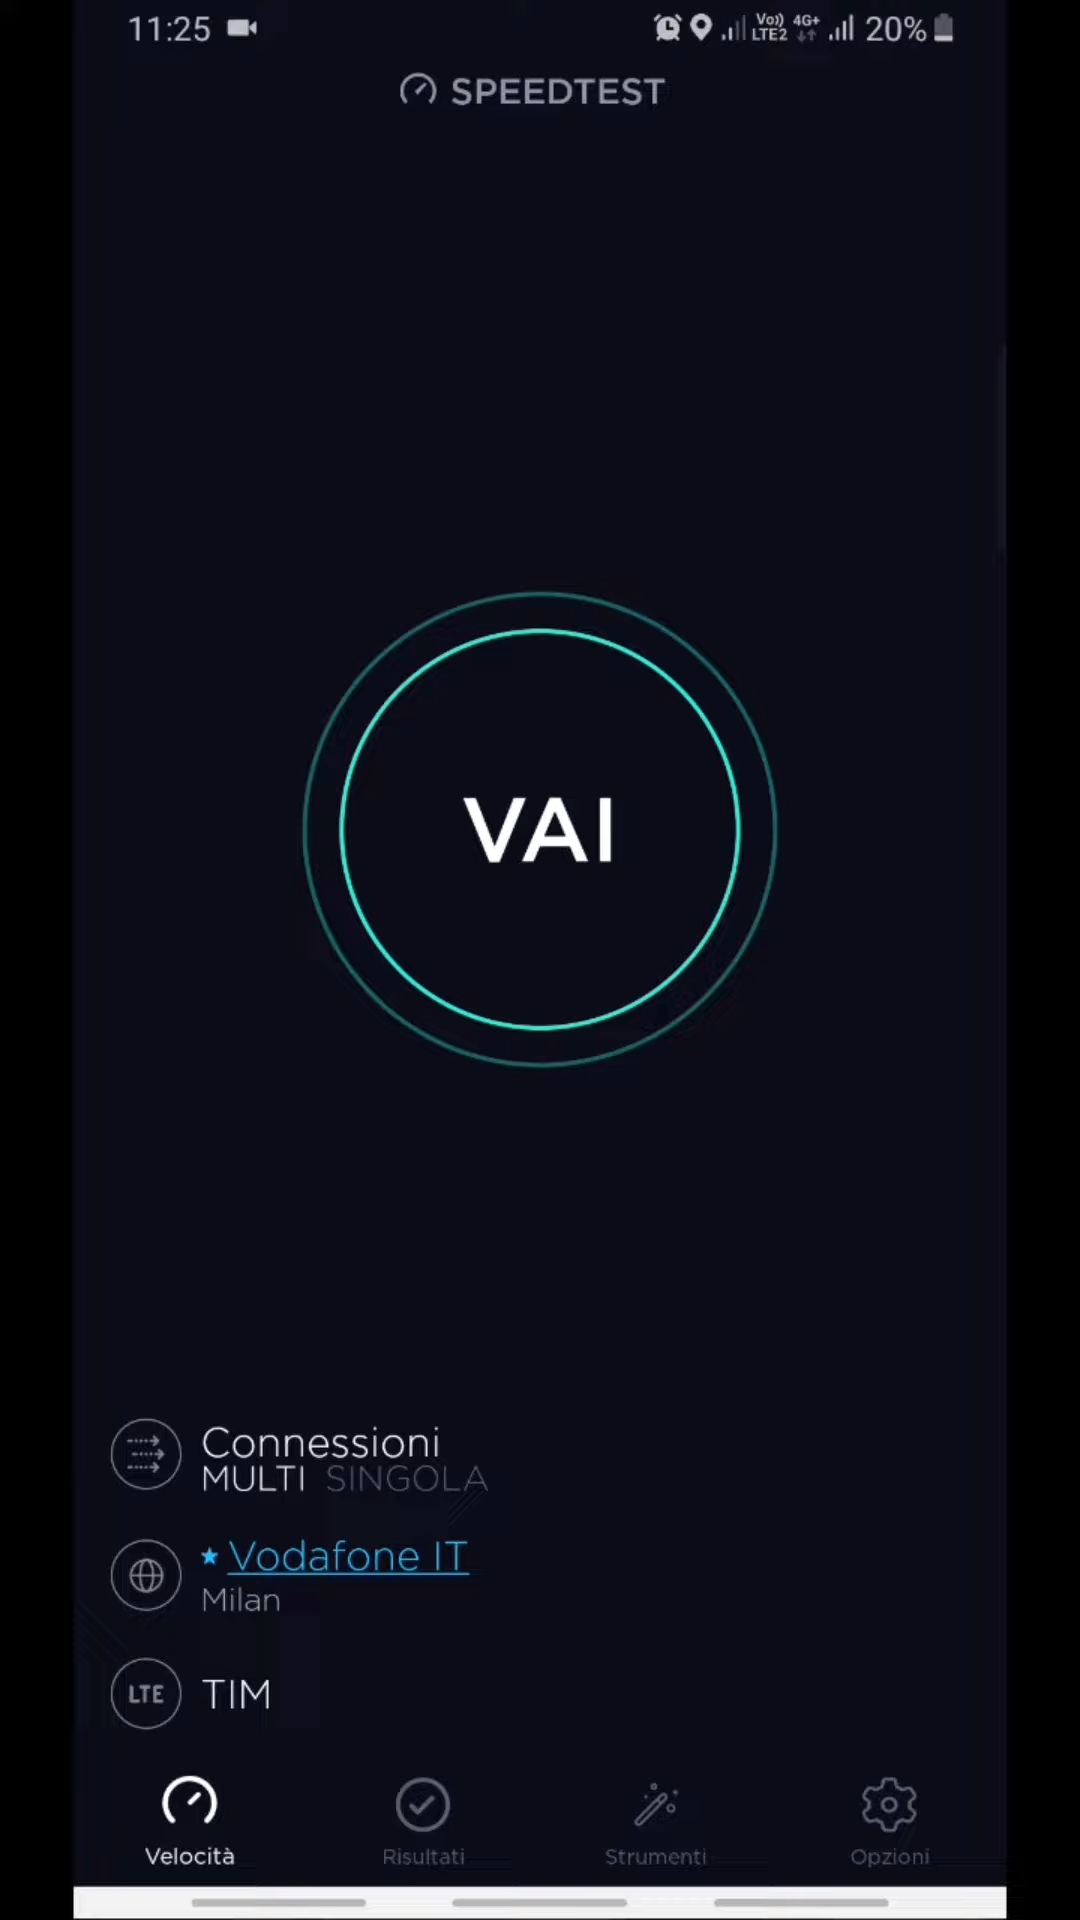 11:25 Vo)) LTE2 4G+ 20%
SPEEDTEST
VAI
Connessioni
MULTI SINGOLA
Vodafone IT
Milan
LTE TIM
Velocità Risultati Strumenti Opzioni